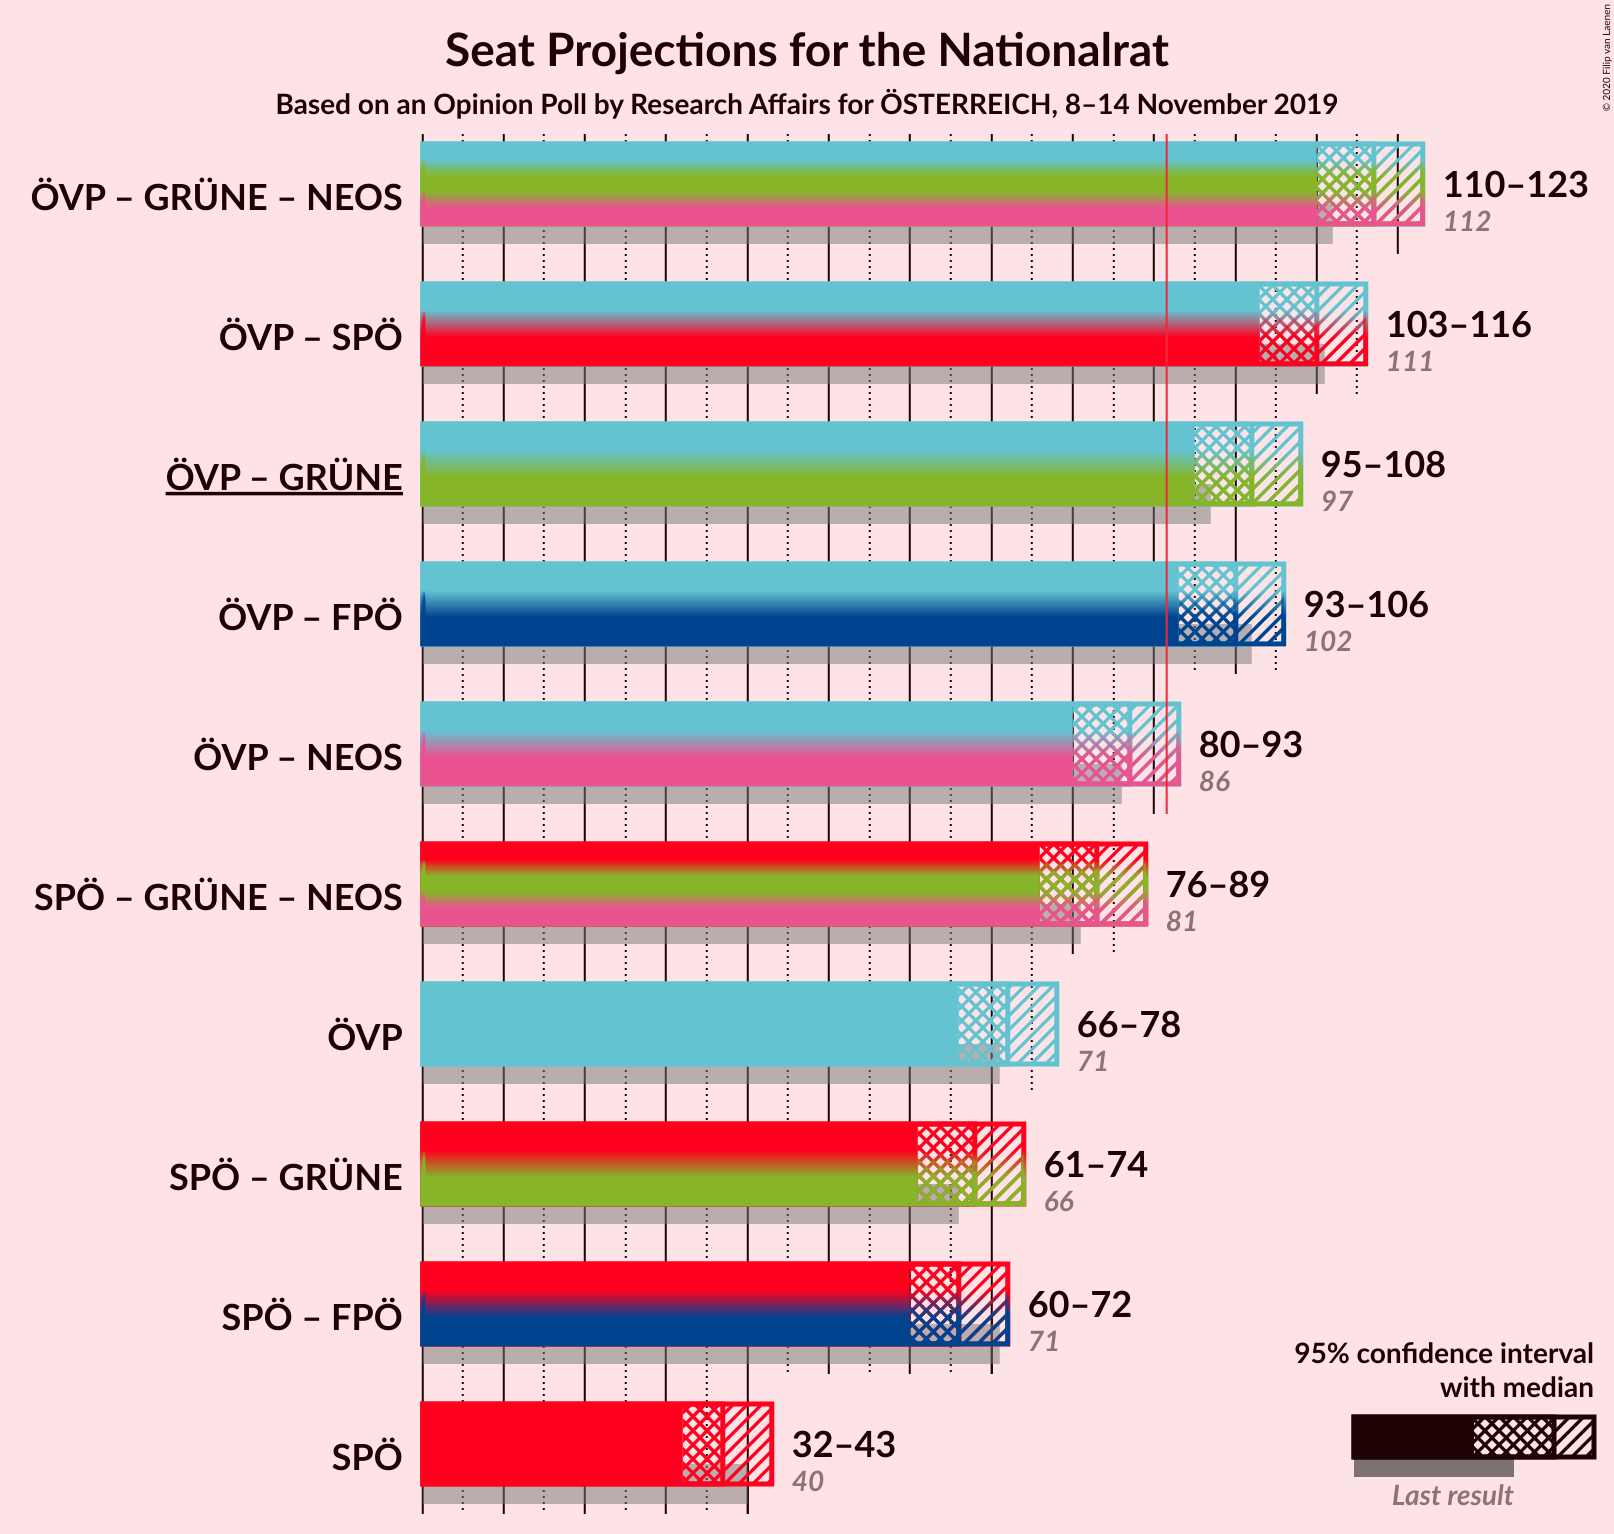 Seat Projections for the Nationalrat
Based on an Opinion Poll by Research Affairs for ÖSTERREICH, 8–14 November 2019
© 2020 Filip van Laenen
ÖVP – GRÜNE – NEOS
110–123
112
ÖVP – SPÖ
103–116
111
ÖVP – GRÜNE
95–108
97
ÖVP – FPÖ
93–106
102
ÖVP – NEOS
80–93
86
SPÖ – GRÜNE – NEOS
76–89
81
ÖVP
66–78
71
SPÖ – GRÜNE
61–74
66
SPÖ – FPÖ
60–72
71
SPÖ
32–43
40
95% confidence interval
with median
Last result